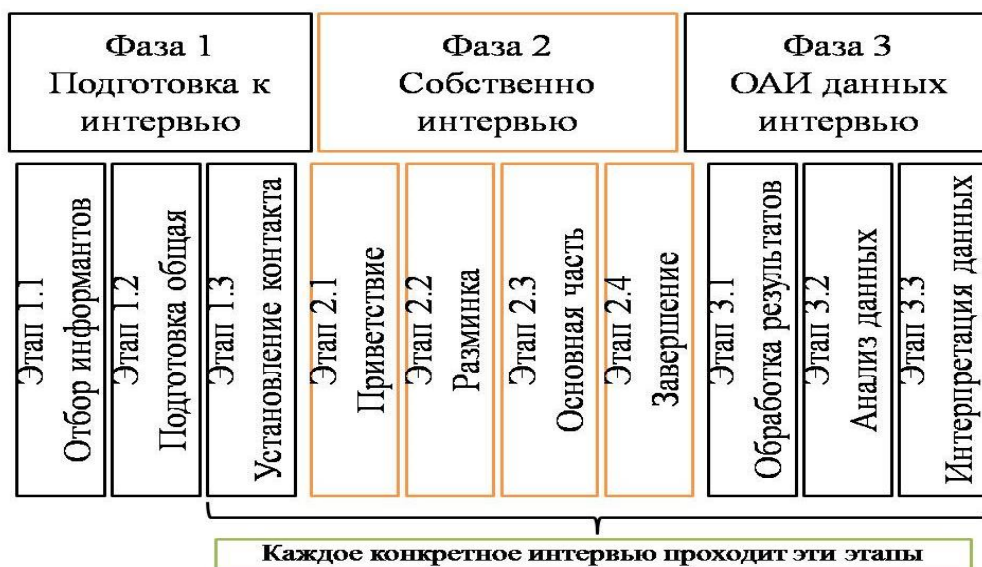 Фаза 1
Подготовка к
интервью
Фаза 2
Собственно
интервью
Фаза 3
ОАИ данных
интервью
Этап 1.1
Отбор информантов
Этап 1.2
Подготовка общая
Этап 1.3
Установление контакта
Этап 2.1
Приветствие
Этап 2.2
Разминка
Этап 2.3
Основная часть
Этап 2.4
Завершение
Этап 3.1
Обработка результатов
Этап 3.2
Анализ данных
Этап 3.3
Интерпретация данных
Каждое конкретное интервью проходит эти этапы